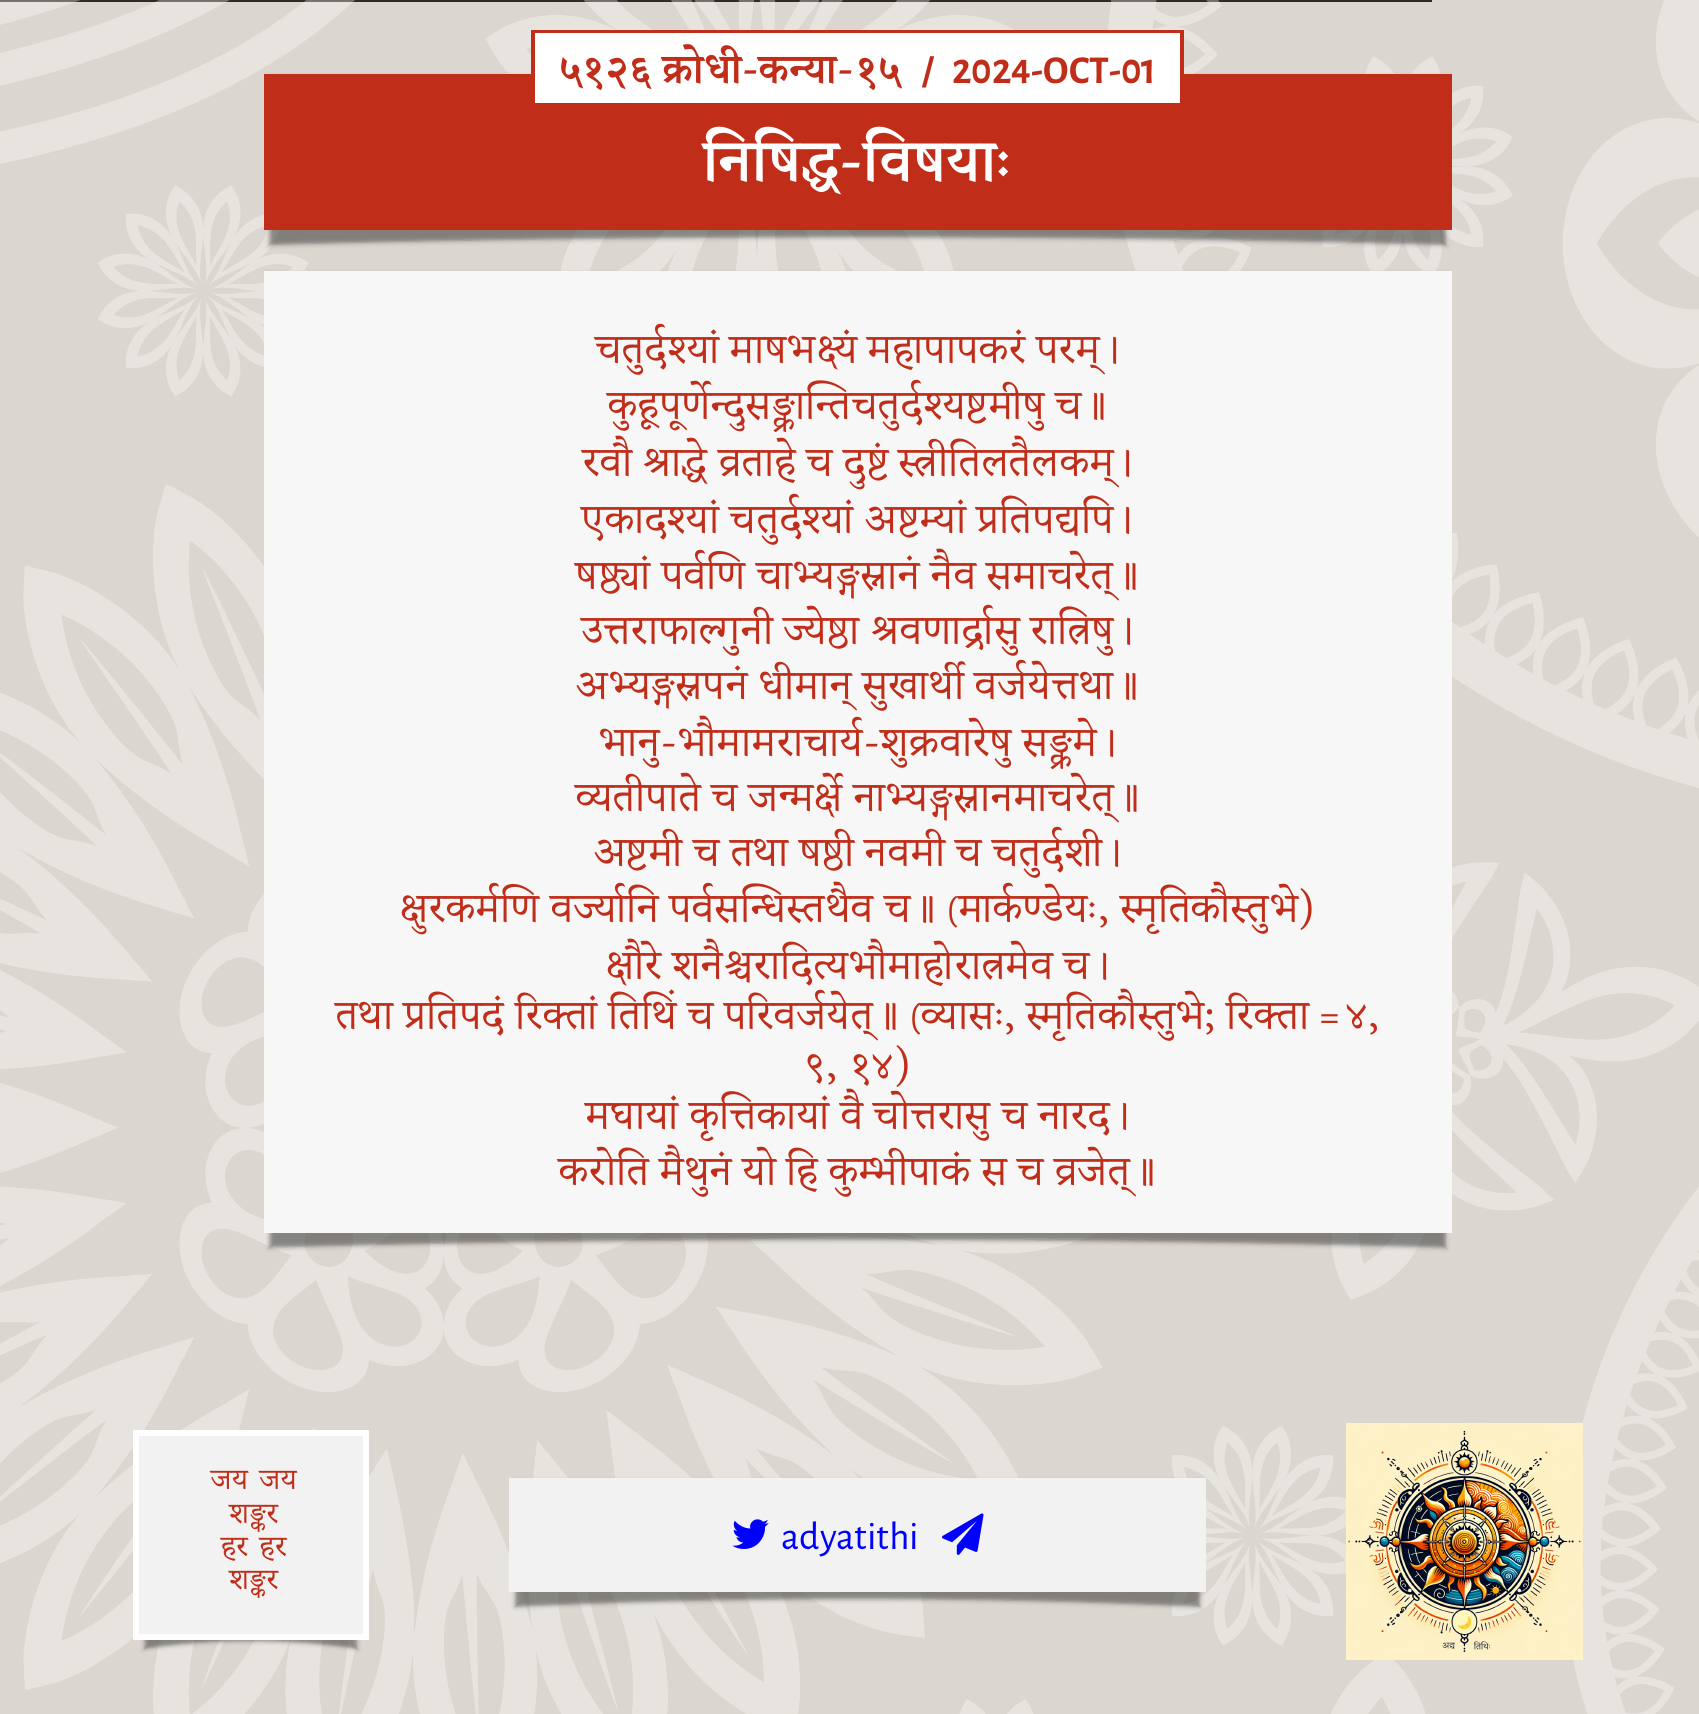 ५१२६ क्रोधी-कन्या-१५ / 2024-OCT-01
निषिद्ध-विषयाः
चतुर्दश्यां माषभक्ष्यं महापापकरं परम्।
कुहूपूर्णेन्दुसङ्क्रान्तिचतुर्दश्यष्टमीषु च॥
रवौ श्राद्धे व्रताहे च दुष्टं स्त्रीतिलतैलकम्।
एकादश्यां चतुर्दश्यां अष्टम्यां प्रतिपद्यपि।
षष्ठ्यां पर्वणि चाभ्यङ्गस्नानं नैव समाचरेत्॥
उत्तराफाल्गुनी ज्येष्ठा श्रवणार्द्रासु रात्रिषु।
अभ्यङ्गस्नपनं धीमान् सुखार्थी वर्जयेत्तथा॥
भानु-भौमामराचार्य-शुक्रवारेषु सङ्क्रमे।
व्यतीपाते च जन्मर्क्षे नाभ्यङ्गस्नानमाचरेत्॥
अष्टमी च तथा षष्ठी नवमी च चतुर्दशी।
क्षुरकर्मणि वर्ज्यानि पर्वसन्धिस्तथैव च॥ (मार्कण्डेयः, स्मृतिकौस्तुभे)
क्षौरे शनैश्चरादित्यभौमाहोरात्रमेव च।
तथा प्रतिपदं रिक्तां तिथिं च परिवर्जयेत्॥ (व्यासः, स्मृतिकौस्तुभे; रिक्ता = ४,
९, १४)
मघायां कृत्तिकायां वै चोत्तरासु च नारद।
करोति मैथुनं यो हि कुम्भीपाकं स च व्रजेत्॥
जय जय
शङ्कर
हर हर
शङ्कर
adyatithi
अद्य तिथिः